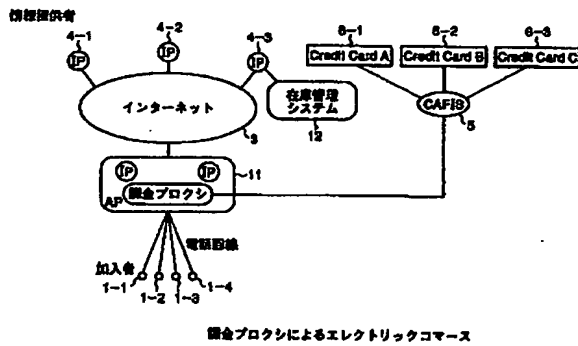 情報提供者
4-1
4-2
4-3
6-1
6-2
6-3
IP
IP
IP
Credit Card A
Credit Card B
Credit Card C
インターネット
在庫管理
システム
CAFIS
3
12
5
IP
IP
11
AP
課金プロクシ
電話回線
加入者
1-1
1-2
1-3
1-4
課金プロクシによるエレクトリックコマース